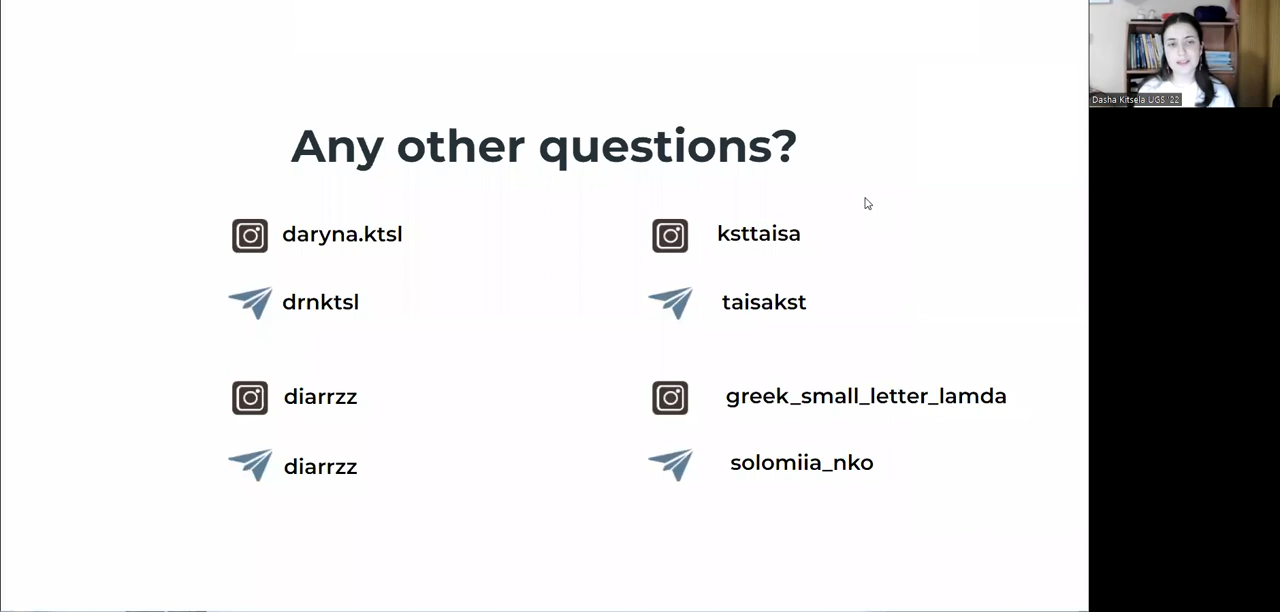 Any other questions?
daryna.ktsl
ksttaisa
drnktsl
taisakst
diarrzz
greek_small_letter_lamda
diarrzz
solomiia_nko
Dasha Kitsela UGS '22